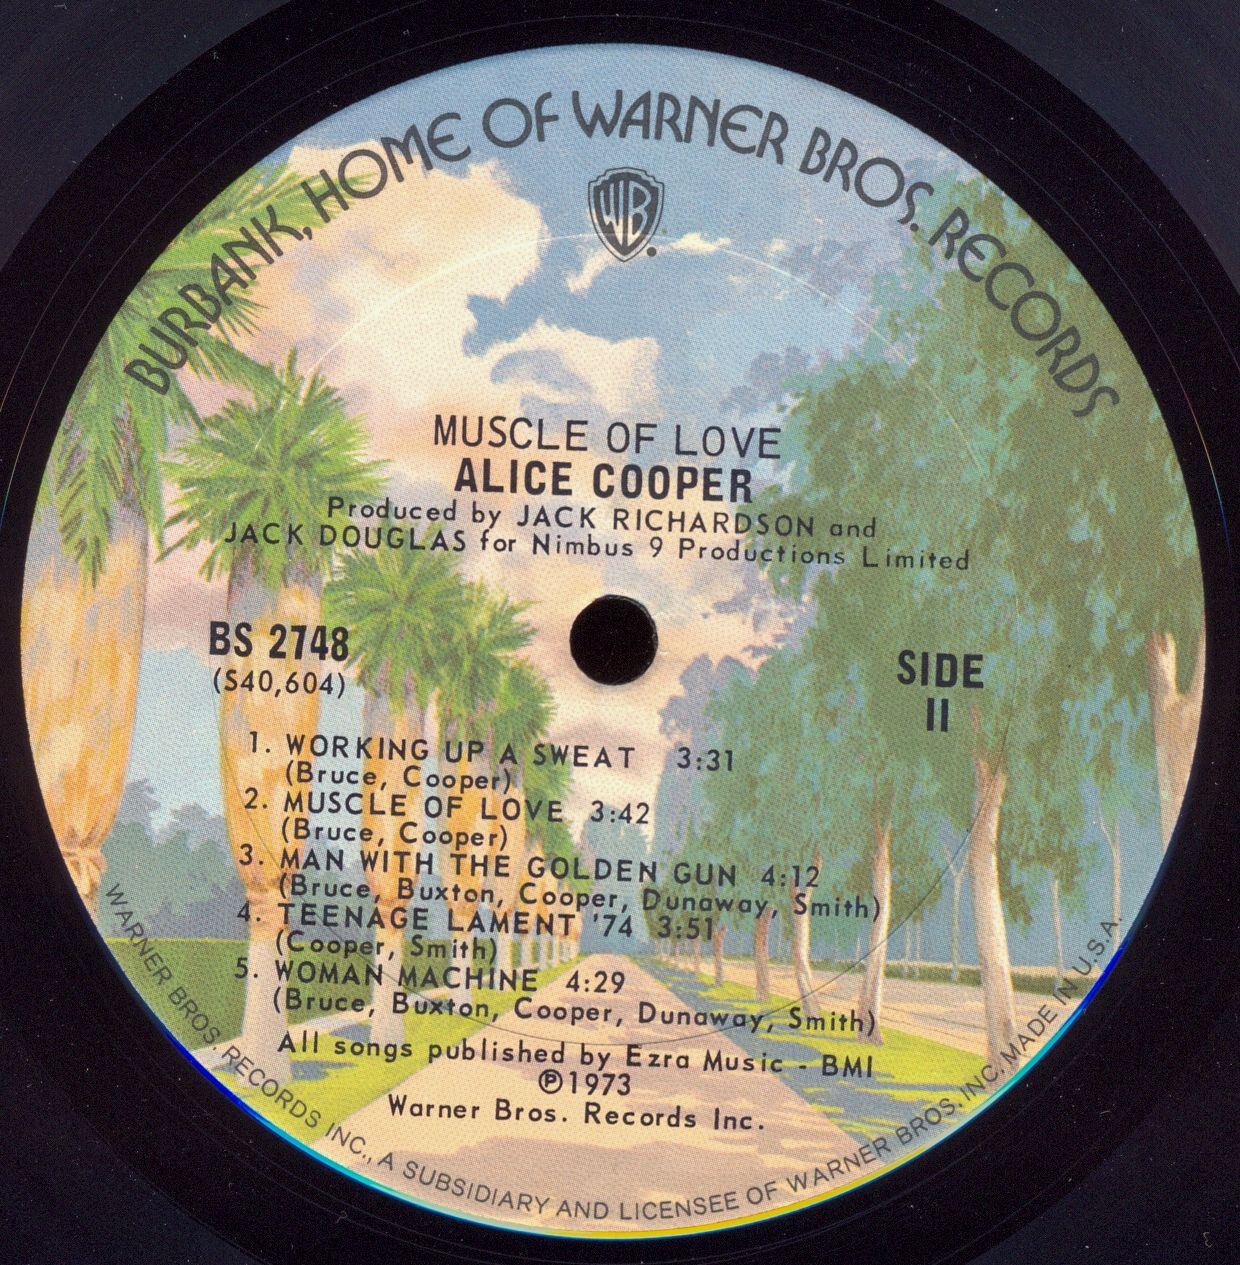 BURBANK, HOME OF WARNER BROS. RECORDS
WB
MUSCLE OF LOVE
ALICE COOPER
Produced by JACK RICHARDSON and
JACK DOUGLAS for Nimbus 9 Productions Limited
BS 2748
(S40,604)
SIDE
II
1. WORKING UP A SWEAT 3:31
(Bruce, Cooper)
2. MUSCLE OF LOVE 3:42
(Bruce, Cooper)
3. MAN WITH THE GOLDEN GUN 4:12
(Bruce, Buxton, Cooper, Dunaway, Smith)
4. TEENAGE LAMENT '74 3:51
(Cooper, Smith)
5. WOMAN MACHINE 4:29
(Bruce, Buxton, Cooper, Dunaway, Smith)
All songs published by Ezra Music - BMI
℗1973
Warner Bros. Records Inc.
WARNER BROS. RECORDS INC., A SUBSIDIARY AND LICENSEE OF WARNER BROS. INC. MADE IN U.S.A.